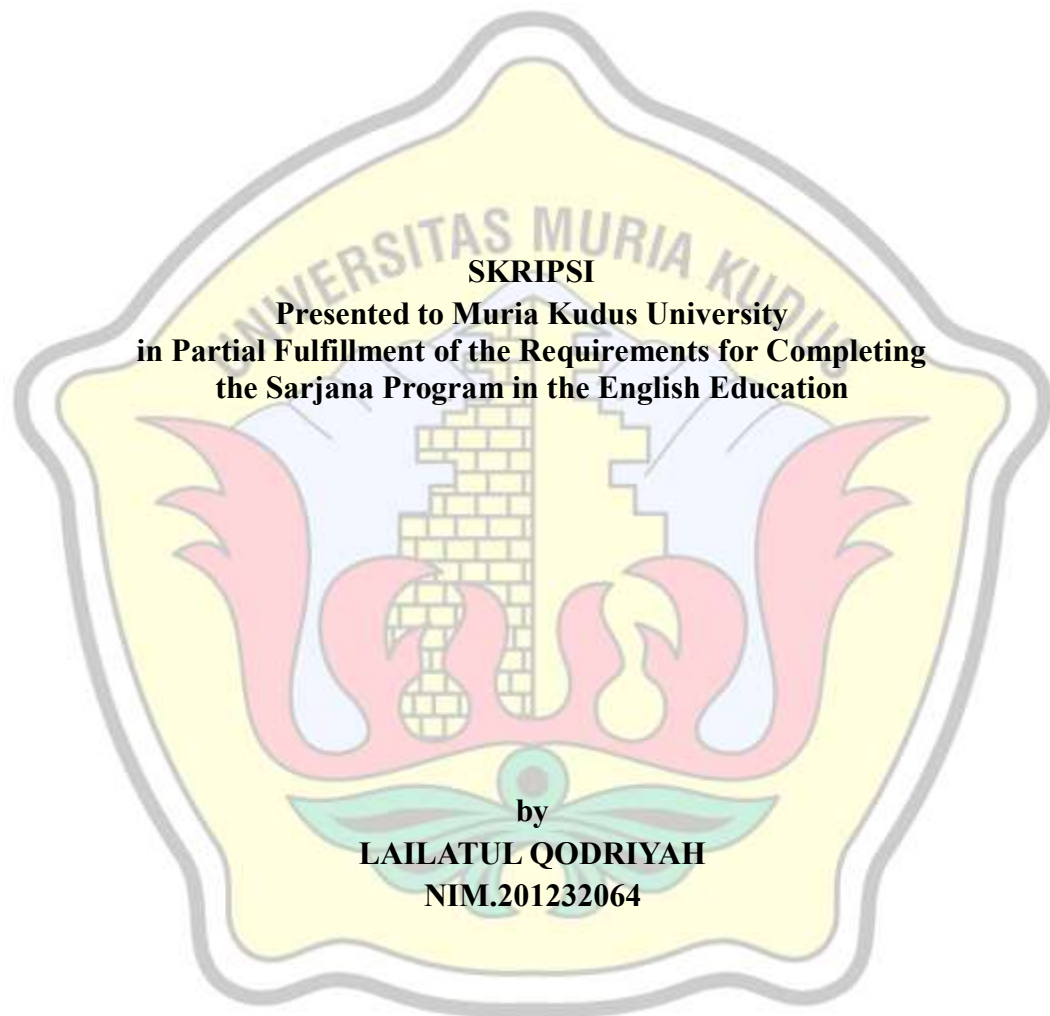 UNIVERSITAS MURIA KUDUS
SKRIPSI
Presented to Muria Kudus University
in Partial Fulfillment of the Requirements for Completing
the Sarjana Program in the English Education
by
LAILATUL QODRIYAH
NIM.201232064